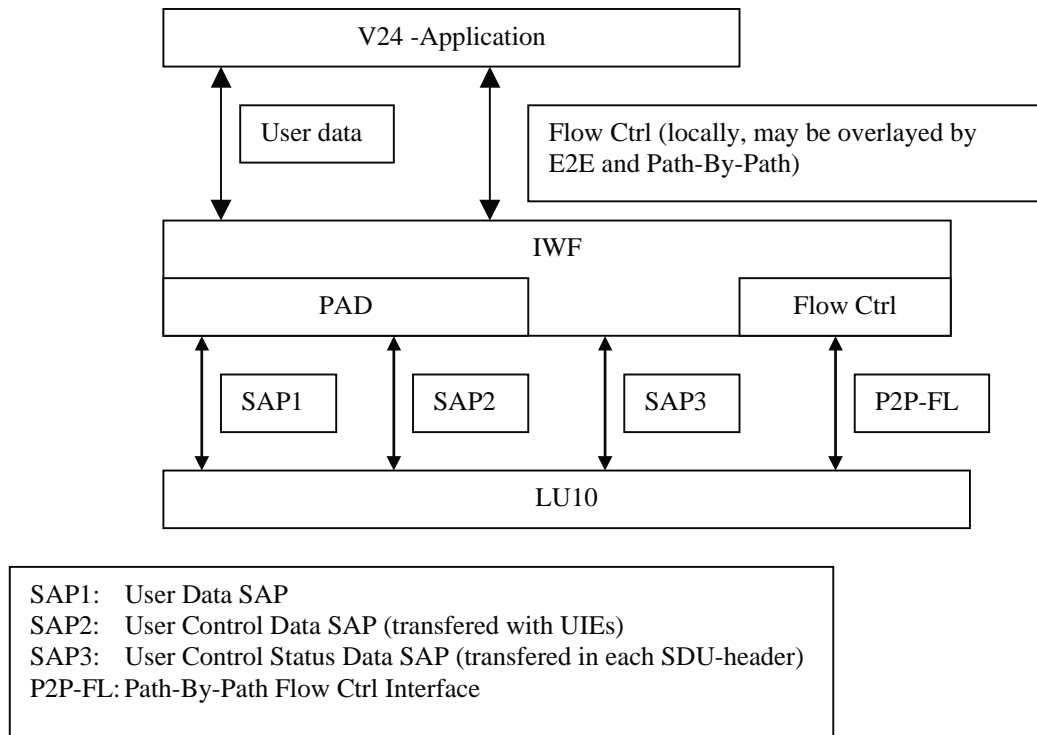 V24 -Application
User data
Flow Ctrl (locally, may be overlayed by
E2E and Path-By-Path)
IWF
PAD
Flow Ctrl
SAP1
SAP2
SAP3
P2P-FL
LU10
SAP1: User Data SAP
SAP2: User Control Data SAP (transfered with UIEs)
SAP3: User Control Status Data SAP (transfered in each SDU-header)
P2P-FL: Path-By-Path Flow Ctrl Interface